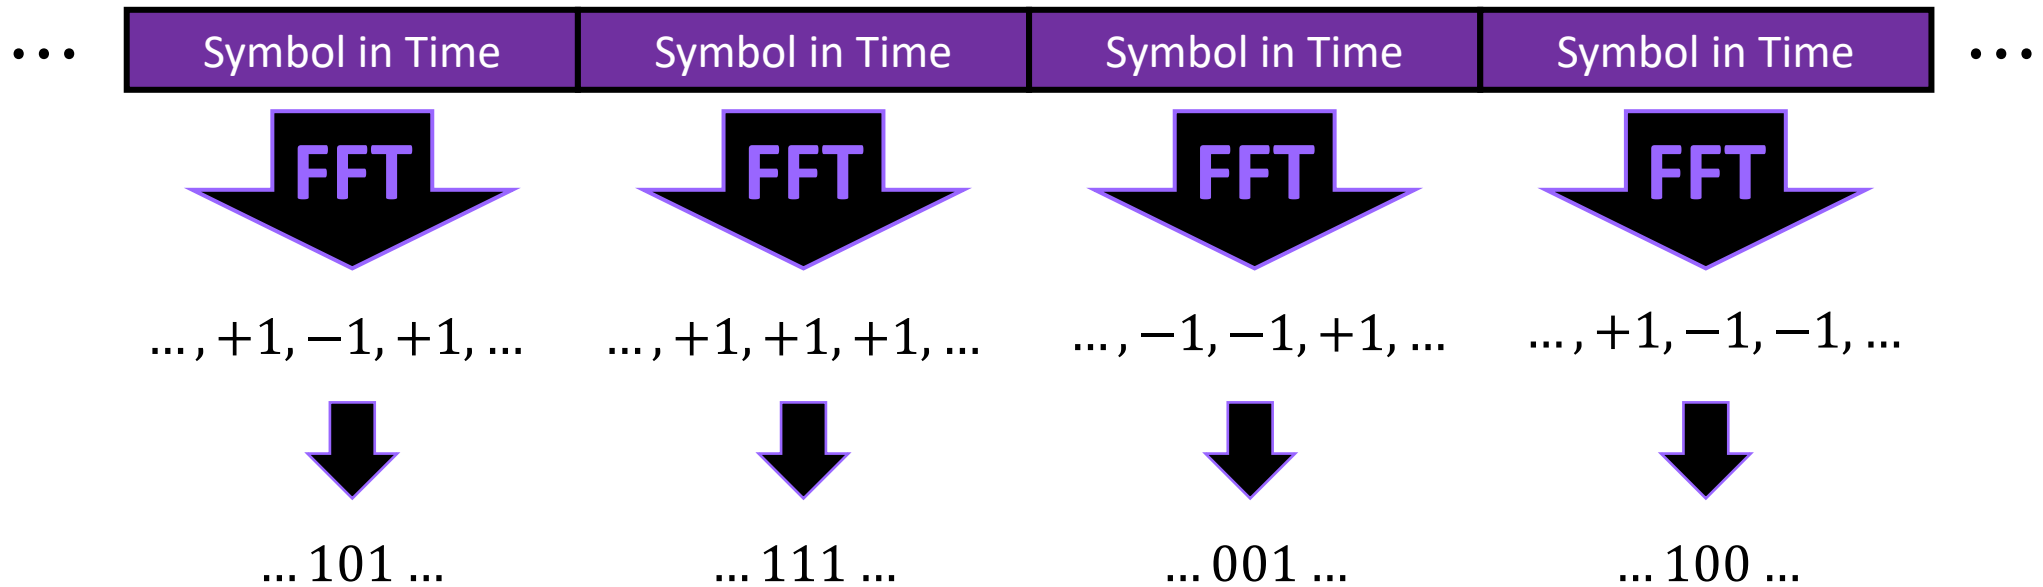 ... Symbol in Time Symbol in Time Symbol in Time Symbol in Time ...
FFT FFT FFT FFT
..., +1, −1, +1, ... ..., +1, +1, +1, ... ..., −1, −1, +1, ... ..., +1, −1, −1, ...
... 101 ... ... 111 ... ... 001 ... ... 100 ...